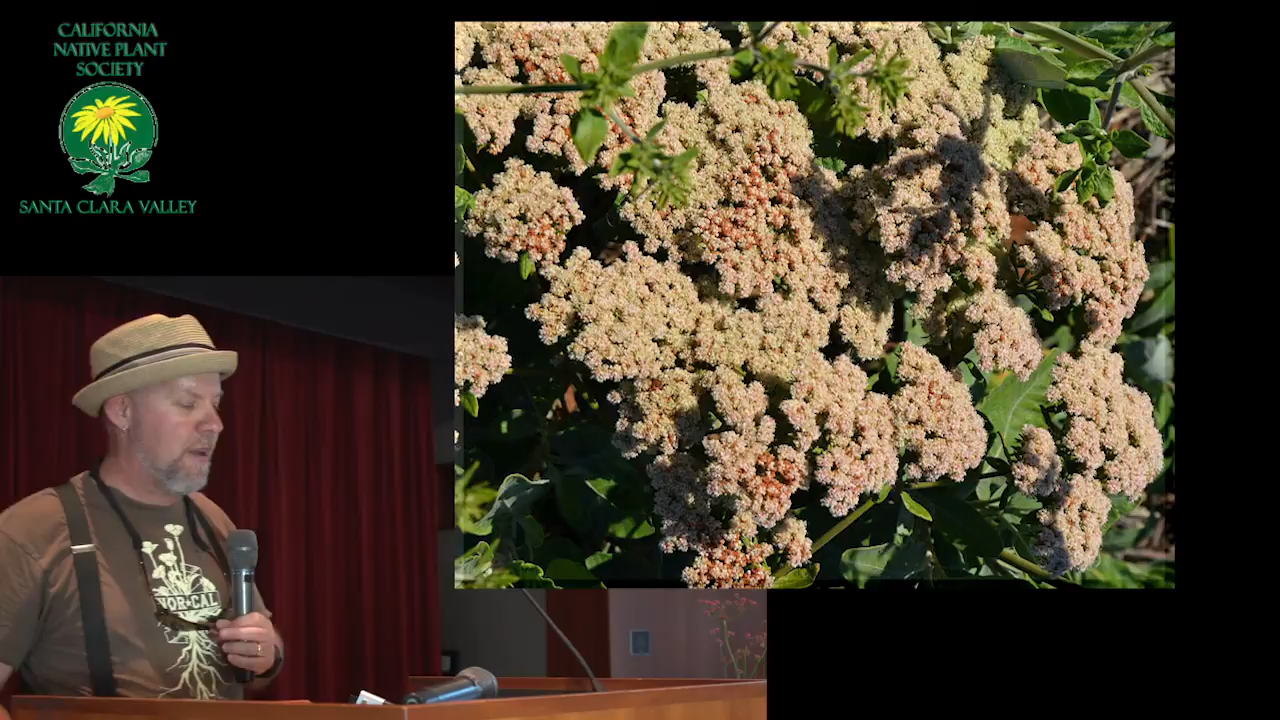 CALIFORNIA
NATIVE PLANT
SOCIETY
SANTA CLARA VALLEY
NOR CAL